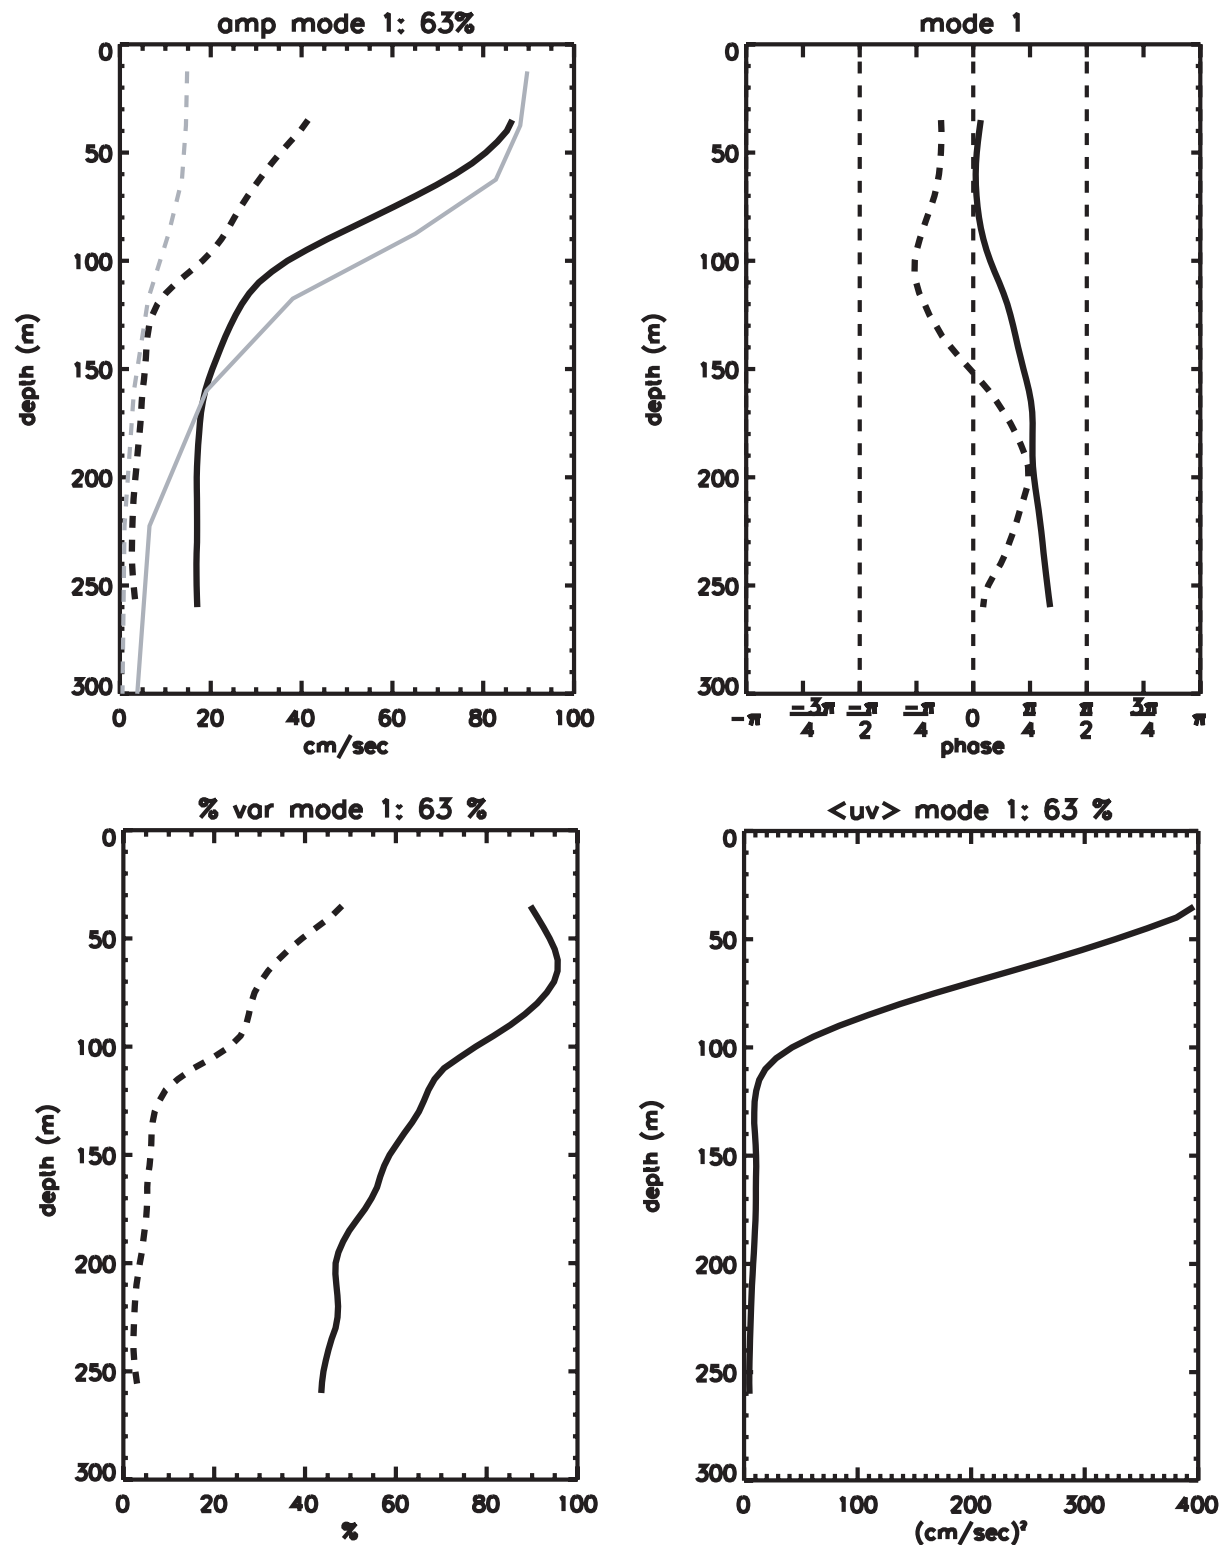 amp mode 1: 63%
0
50
100
150
200
250
300
depth (m)
0 20 40 60 80 100
cm/sec
mode 1
0
50
100
150
200
250
300
depth (m)
-π -3π/4 -π/2 -π/4 0 π/4 π/2 3π/4 π
phase
% var mode 1: 63 %
0
50
100
150
200
250
300
depth (m)
0 20 40 60 80 100
%
<uv> mode 1: 63 %
0
50
100
150
200
250
300
depth (m)
0 100 200 300 400
(cm/sec)²